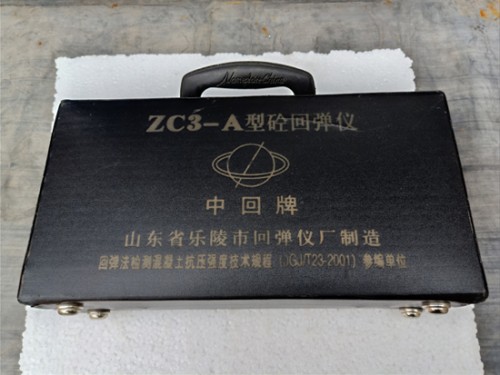 ZC3-A型砼回弹仪
中回牌
山东省乐陵市回弹仪厂制造
回弹法检测混凝土抗压强度技术规程(JGJ/T23-2001)参编单位